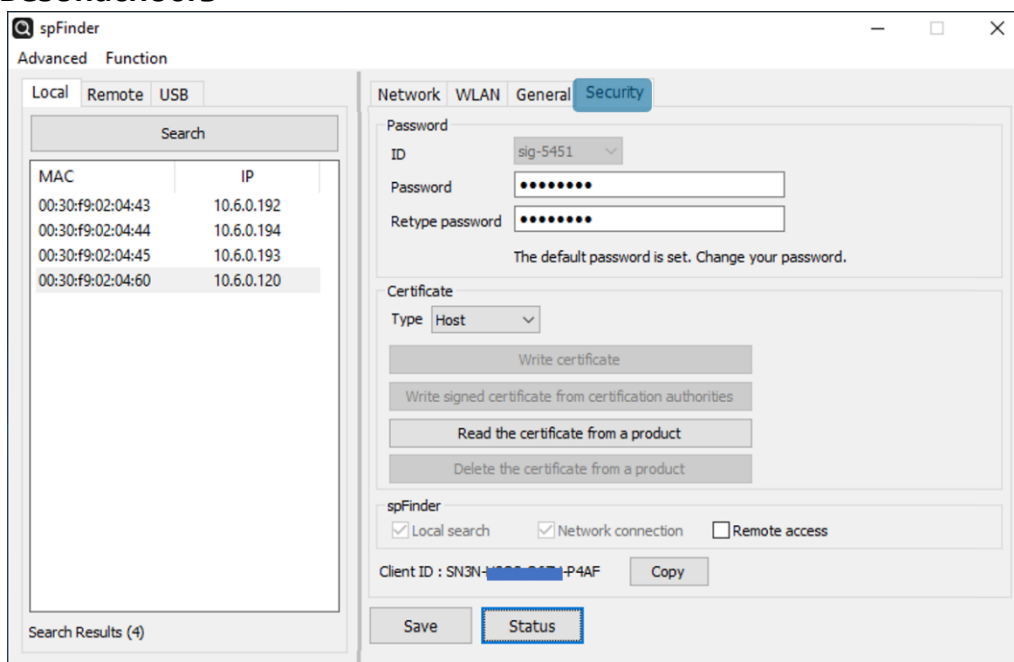 spFinder
Advanced Function
Local Remote USB
Search
MAC IP
00:30:f9:02:04:43 10.6.0.192
00:30:f9:02:04:44 10.6.0.194
00:30:f9:02:04:45 10.6.0.193
00:30:f9:02:04:60 10.6.0.120
Search Results (4)
Network WLAN General Security
Password
ID sig-5451
Password ••••••••
Retype password ••••••••
The default password is set. Change your password.
Certificate
Type Host
Write certificate
Write signed certificate from certification authorities
Read the certificate from a product
Delete the certificate from a product
spFinder
Local search Network connection Remote access
Client ID : SN3N- -P4AF Copy
Save Status